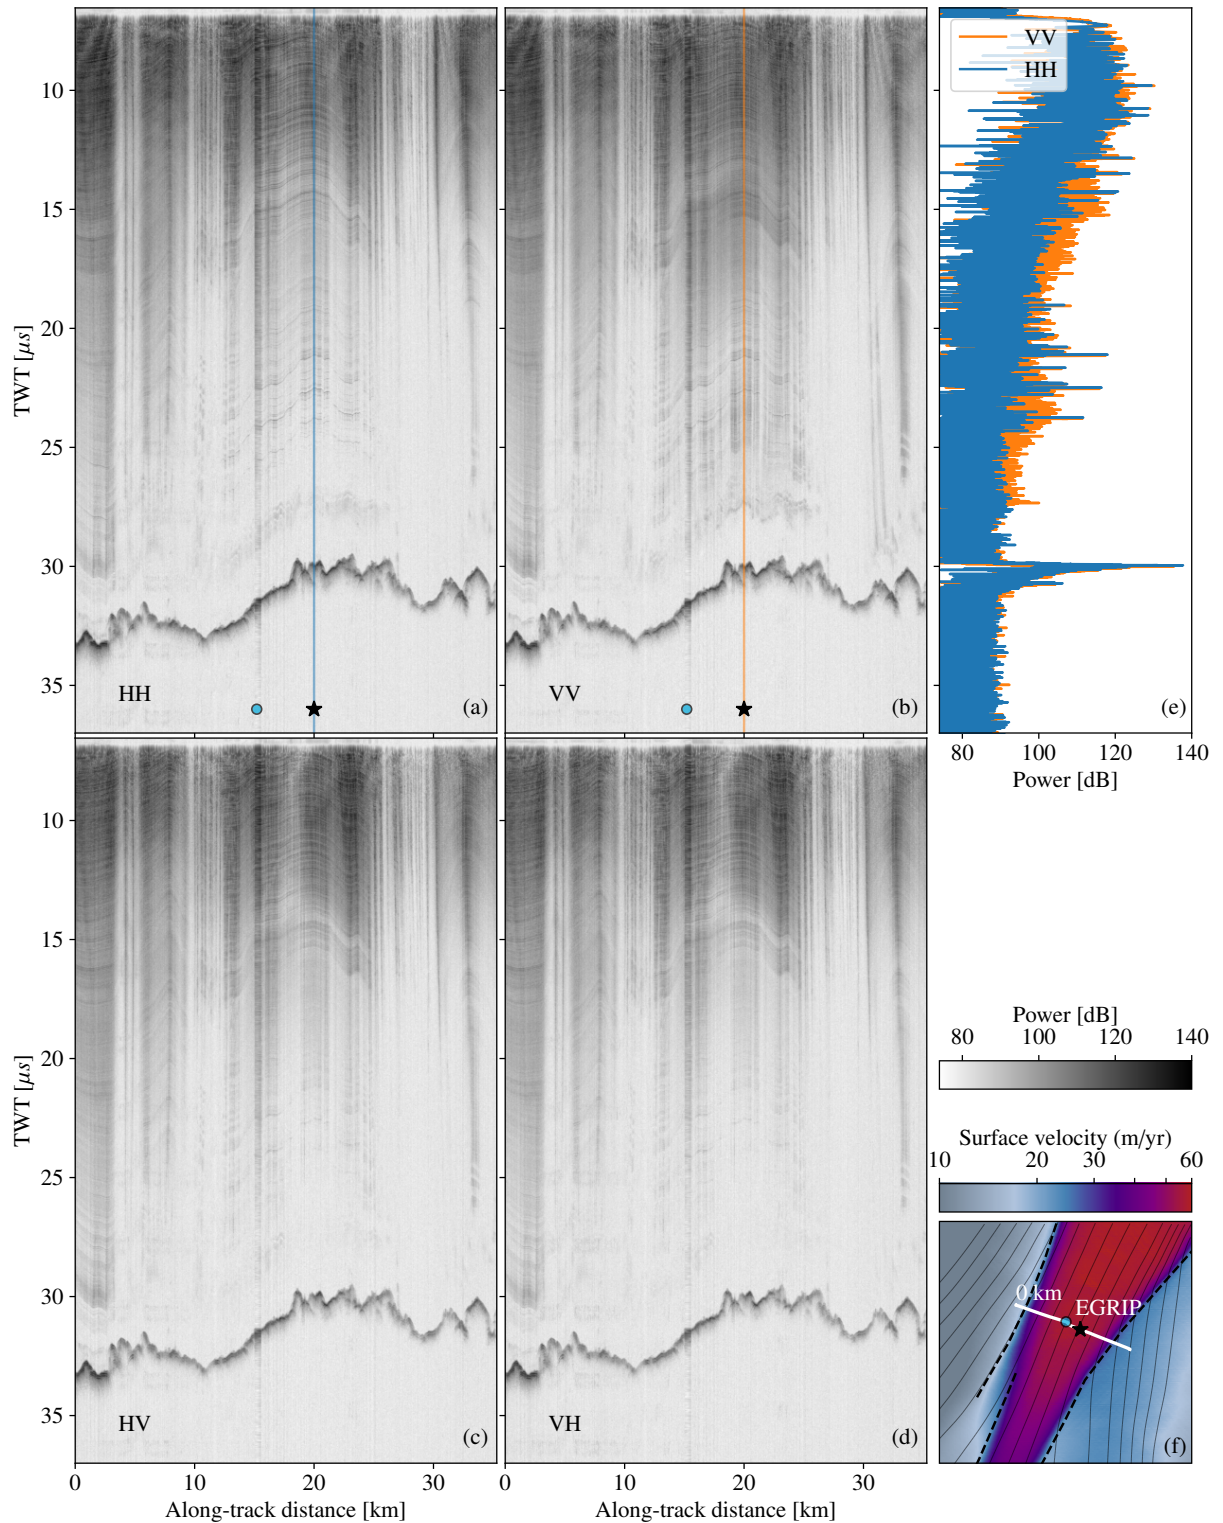 VV
HH
10
15
20
25
30
35
TWT [μs]
HH
(a)
VV
(b)
(e)
80
100
120
140
Power [dB]
10
15
20
25
30
35
TWT [μs]
HV
(c)
VH
(d)
0
10
20
30
0
10
20
30
Along-track distance [km]
Along-track distance [km]
Power [dB]
80
100
120
140
Surface velocity (m/yr)
10
20
30
60
0 km
EGRIP
(f)